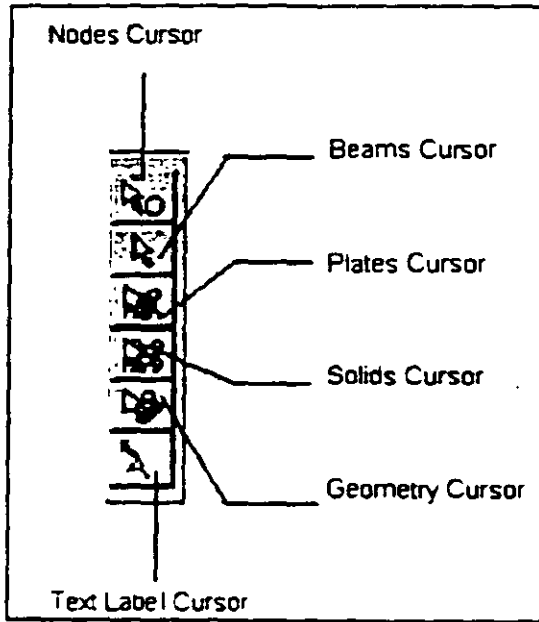 Nodes Cursor
Beams Cursor
Plates Cursor
Solids Cursor
Geometry Cursor
Text Label Cursor